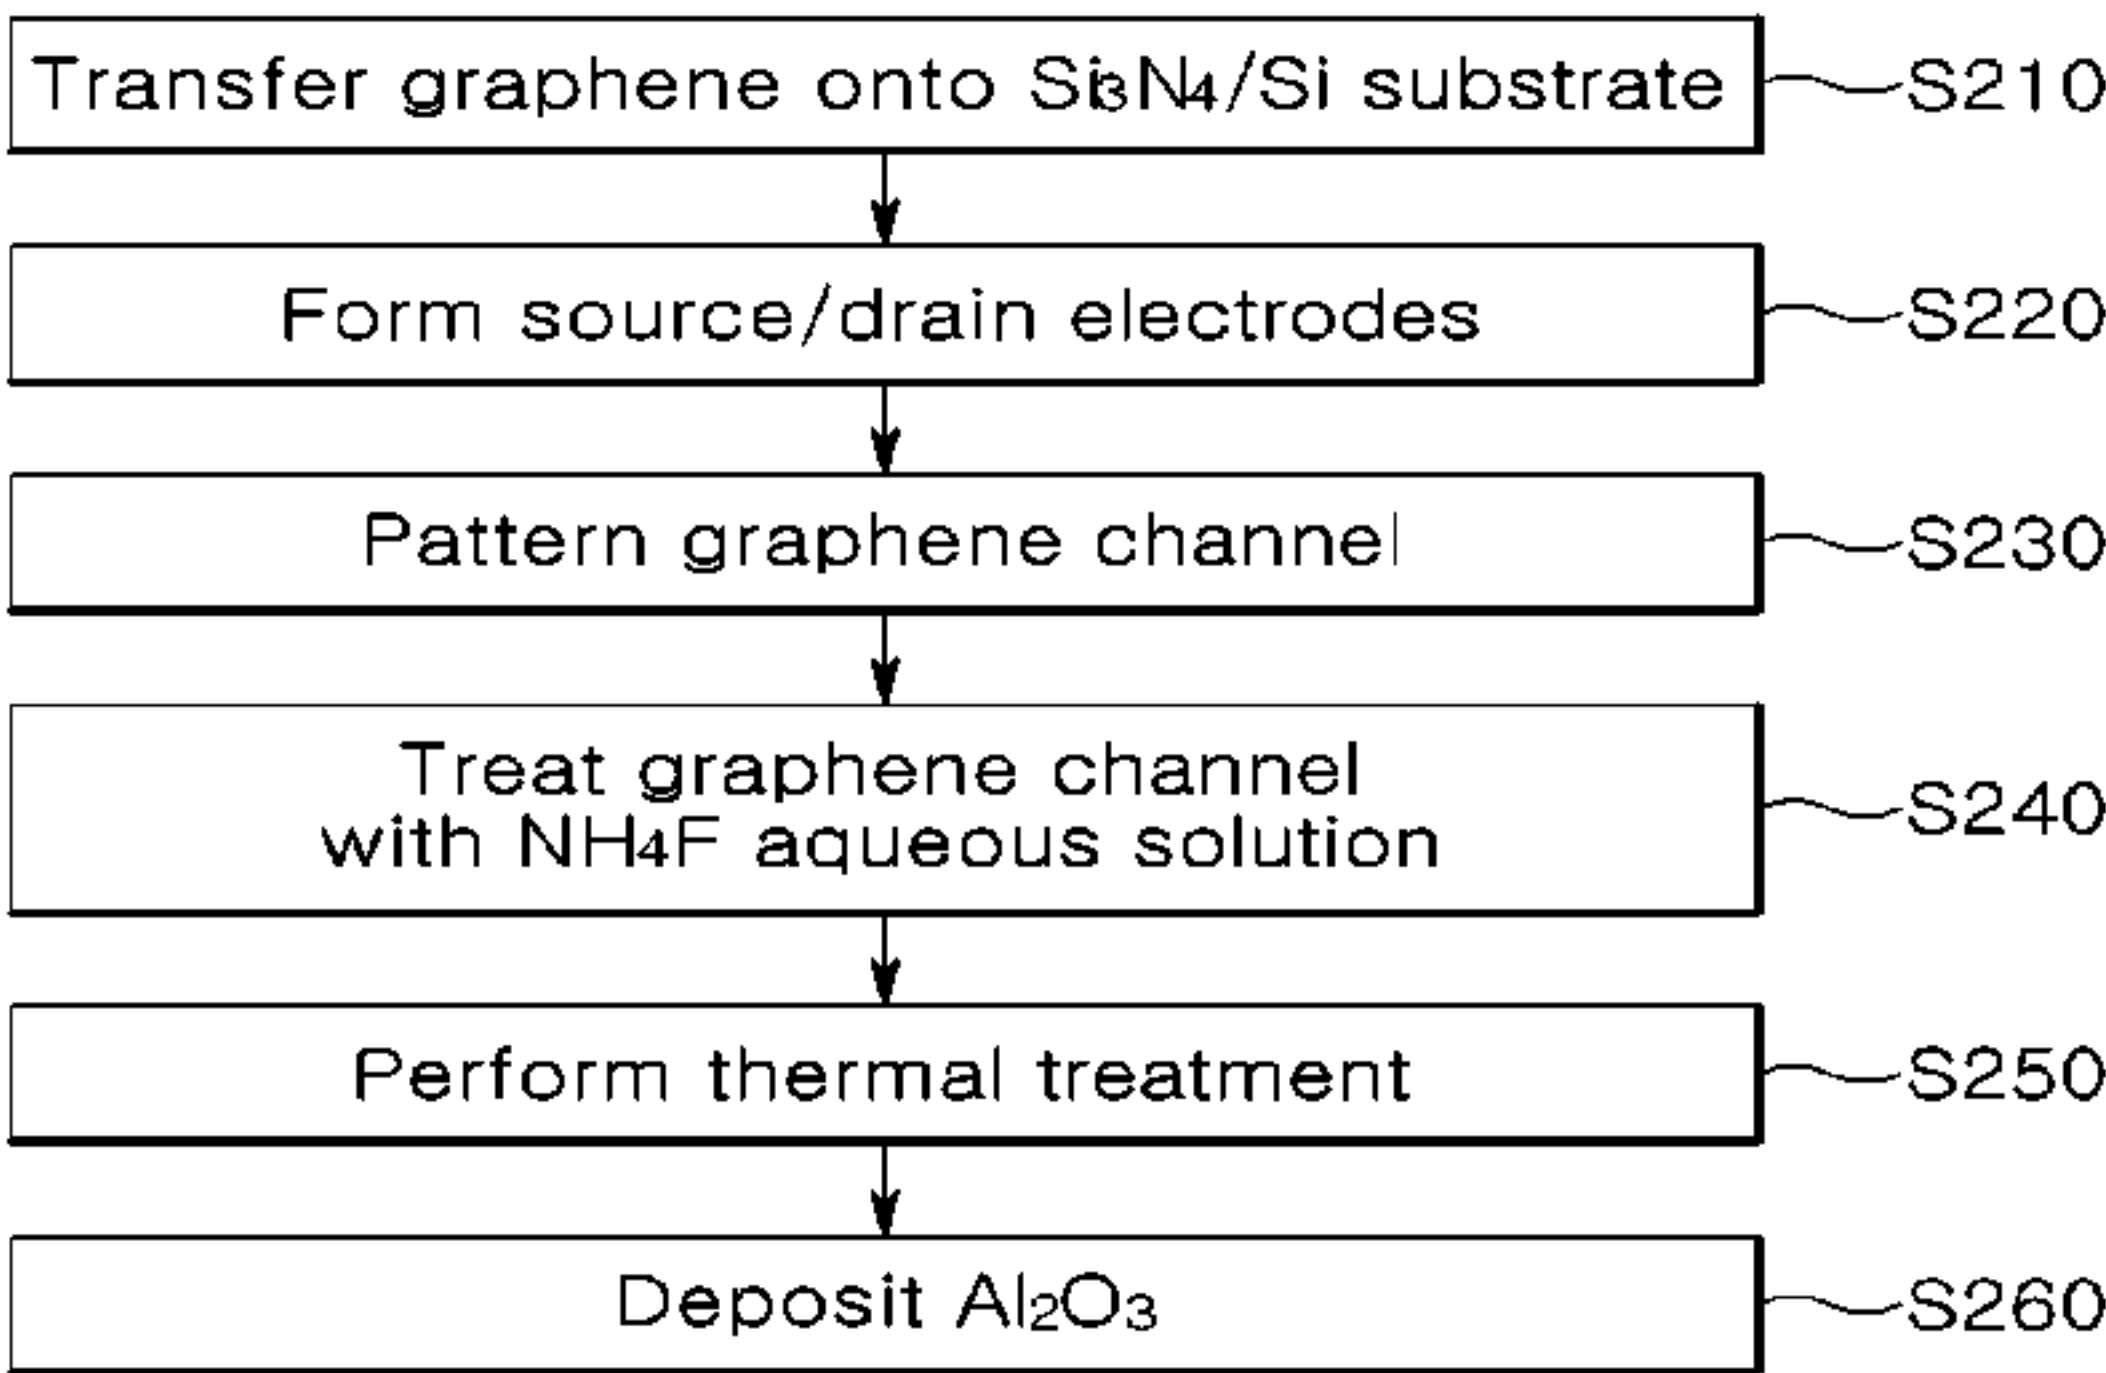 Transfer graphene onto Si₃N₄/Si substrate S210
Form source/drain electrodes S220
Pattern graphene channel S230
Treat graphene channel
with NH₄F aqueous solution S240
Perform thermal treatment S250
Deposit Al₂O₃ S260